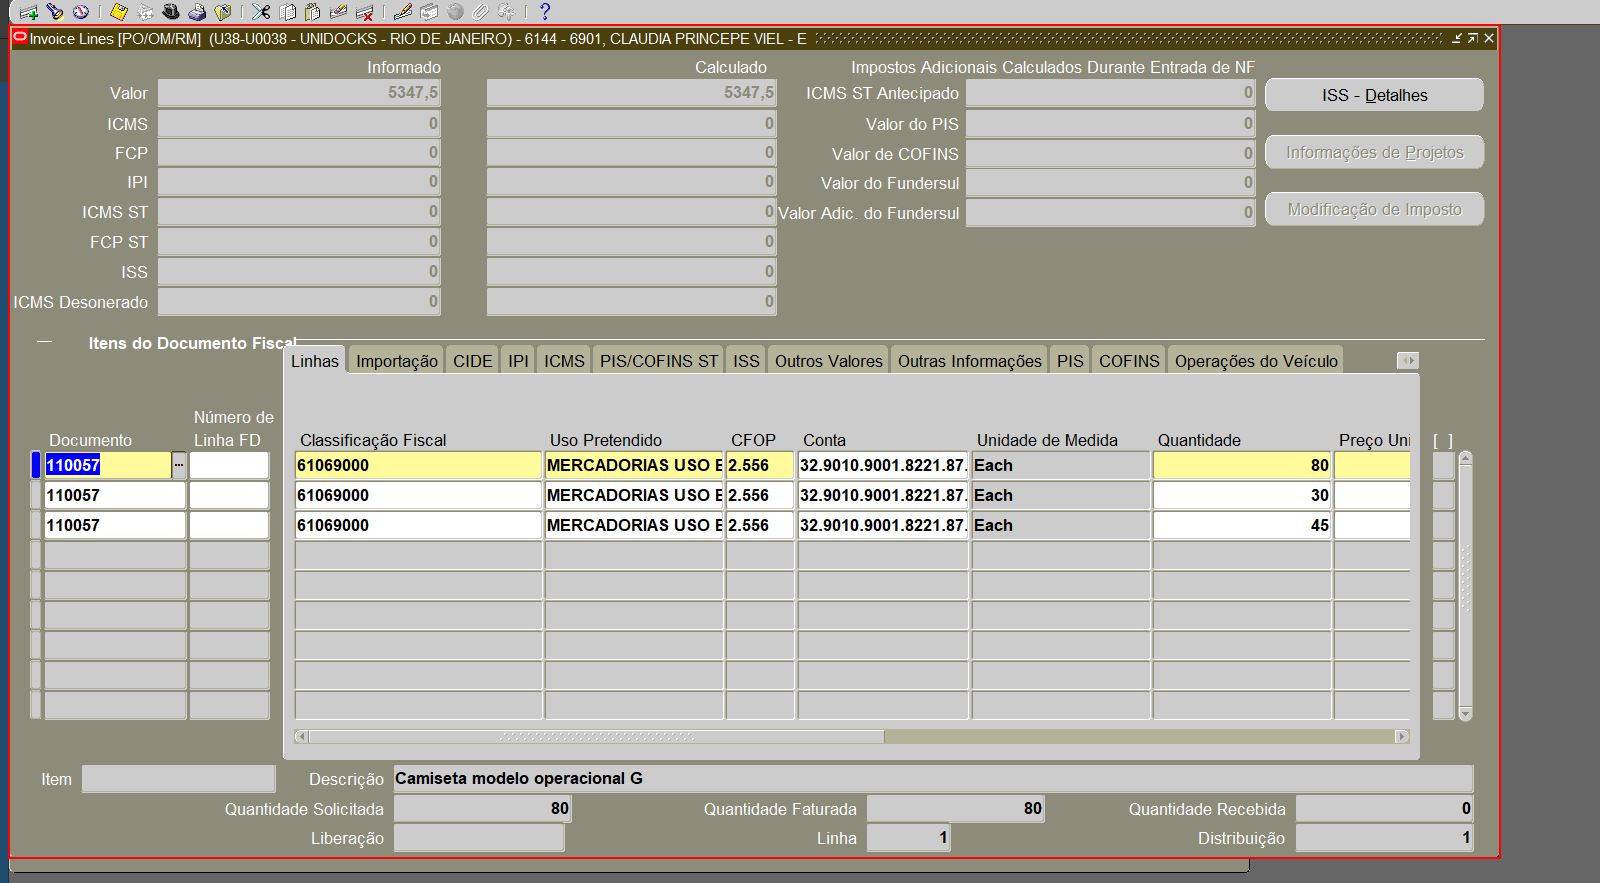 Invoice Lines [PO/OM/RM]  (U38-U0038 - UNIDOCKS - RIO DE JANEIRO) - 6144 - 6901, CLAUDIA PRINCEPE VIEL - E
Informado Calculado Impostos Adicionais Calculados Durante Entrada de NF
Valor 5347,5 5347,5 ICMS ST Antecipado 0 ISS - Detalhes
ICMS 0 0 Valor do PIS 0
FCP 0 0 Valor de COFINS 0 Informações de Projetos
IPI 0 0 Valor do Fundersul 0
ICMS ST 0 0 Valor Adic. do Fundersul 0 Modificação de Imposto
FCP ST 0 0
ISS 0 0
ICMS Desonerado 0 0
Itens do Documento Fiscal
Linhas Importação CIDE IPI ICMS PIS/COFINS ST ISS Outros Valores Outras Informações PIS COFINS Operações do Veículo
Número de
Documento Linha FD Classificação Fiscal Uso Pretendido CFOP Conta Unidade de Medida Quantidade Preço Uni [ ]
110057 ... 61069000 MERCADORIAS USO E 2.556 32.9010.9001.8221.87. Each 80
110057 61069000 MERCADORIAS USO E 2.556 32.9010.9001.8221.87. Each 30
110057 61069000 MERCADORIAS USO E 2.556 32.9010.9001.8221.87. Each 45
Item Descrição Camiseta modelo operacional G
Quantidade Solicitada 80 Quantidade Faturada 80 Quantidade Recebida 0
Liberação Linha 1 Distribuição 1